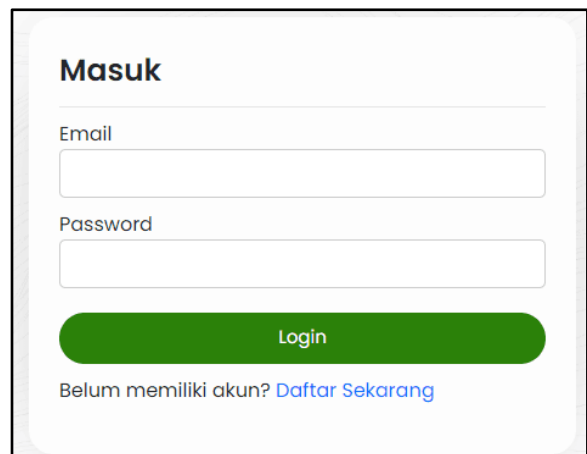 Masuk
Email
Password
Login
Belum memiliki akun? Daftar Sekarang